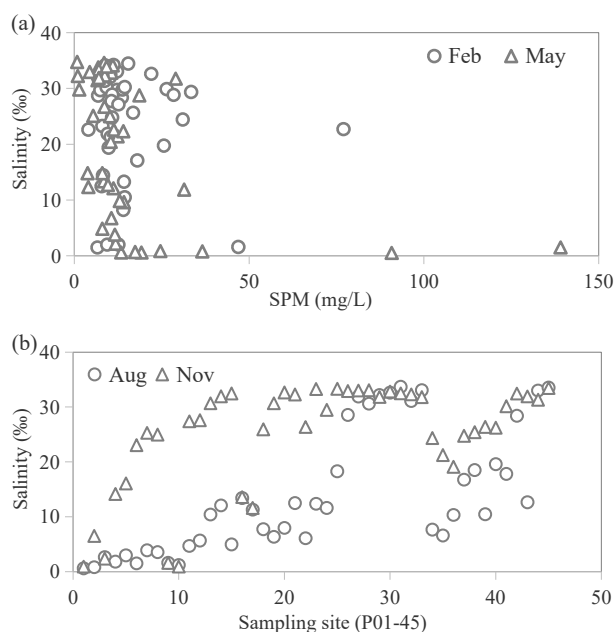 (a)
40
Feb May
30
Salinity (‰)
20
10
0
0 50 100 150
SPM (mg/L)
(b)
40
Aug Nov
30
Salinity (‰)
20
10
0
0 10 20 30 40 50
Sampling site (P01-45)